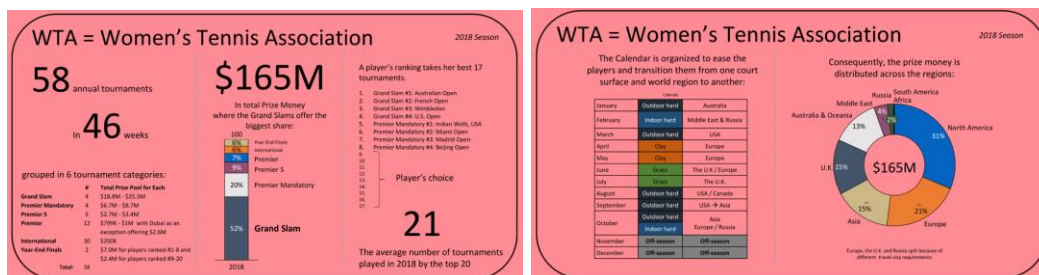 WTA = Women's Tennis Association
2018 Season
58 annual tournaments
In 46 weeks
grouped in 6 tournament categories:
# Total Prize Pool for Each
Grand Slam 4 $18.8M - $25.3M
Premier Mandatory 4 $6.7M - $8.7M
Premier 5 5 $2.7M - $3.4M
Premier 12 $799K - $1M with Dubai as an
exception offering $2.6M
International 30 $250K
Year-End Finals 2 $7.0M for players ranked #1-8 and
$2.4M for players ranked #9-20
Total: 58
$165M
In total Prize Money
where the Grand Slams offer the
biggest share:
100
6% Year-End Finals
6% International
7% Premier
9% Premier 5
20% Premier Mandatory
52% Grand Slam
2018
A player's ranking takes her best 17
tournaments:
1. Grand Slam #1: Australian Open
2. Grand Slam #2: French Open
3. Grand Slam #3: Wimbledon
4. Grand Slam #4: U.S. Open
5. Premier Mandatory #1: Indian Wells, USA
6. Premier Mandatory #2: Miami Open
7. Premier Mandatory #3: Madrid Open
8. Premier Mandatory #4: Beijing Open
9.
10.
11.
12.
13.
14.
15.
16.
17.
Player's choice
21
The average number of tournaments
played in 2018 by the top 20
WTA = Women's Tennis Association
2018 Season
The Calendar is organized to ease the
players and transition them from one court
surface and world region to another:
Calendar
January Outdoor hard Australia
February Indoor hard Middle East & Russia
March Outdoor hard USA
April Clay Europe
May Clay Europe
June Grass The U.K / Europe
July Grass The U.K.
August Outdoor hard USA / Canada
September Outdoor hard USA → Asia
October Outdoor hard Asia
Indoor hard Europe / Russia
November Off-season Off-season
December Off-season Off-season
Consequently, the prize money is
distributed across the regions:
Russia
South America
Africa
Middle East
4%
2%
Australia & Oceania
13%
North America
31%
U.K.
15%
$165M
15%
Asia
21%
Europe
Europe, the U.K. and Russia split because of
different travel visa requirements